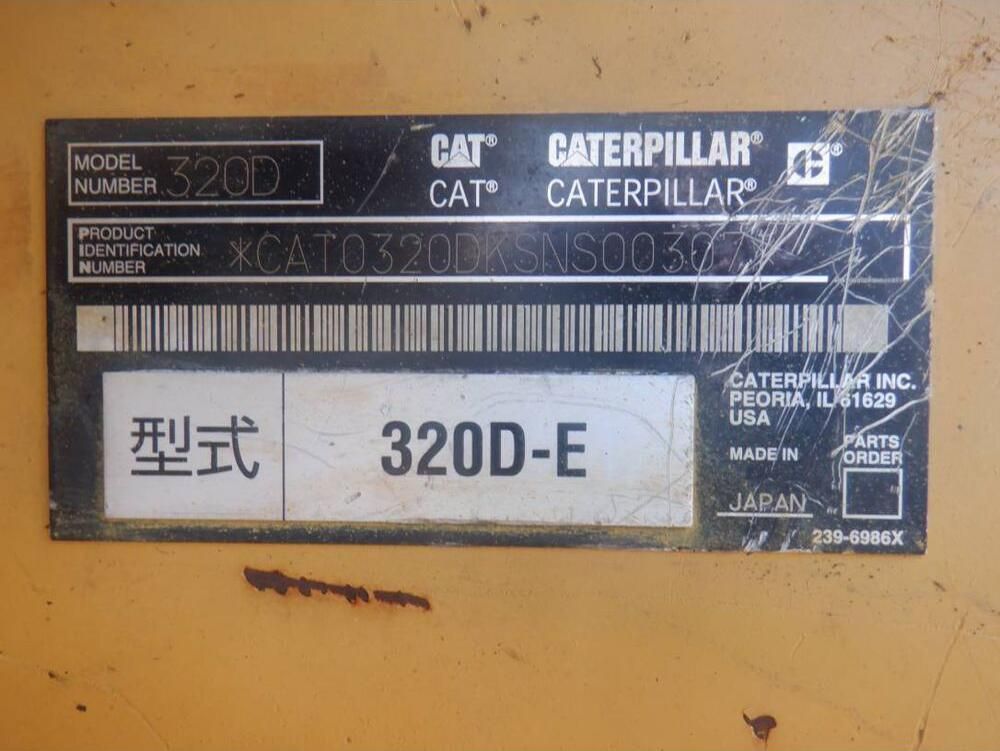 MODEL
NUMBER 320D
CAT® CATERPILLAR®
CAT® CATERPILLAR®
PRODUCT
IDENTIFICATION
NUMBER
*CAT0320DKSNS00307
型式 320D-E
CATERPILLAR INC.
PEORIA, IL 61629
USA
MADE IN
JAPAN
PARTS
ORDER
239-6986X